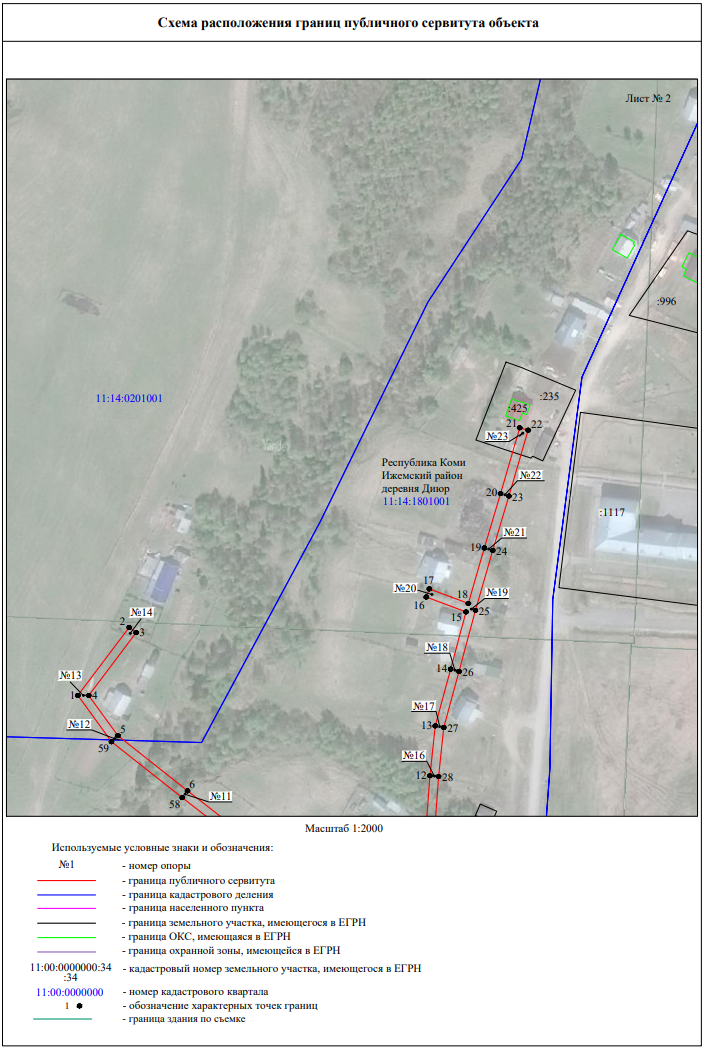 Схема расположения границ публичного сервитута объекта
Лист № 2
:996
11:14:0201001
:235
:425
21
22
№23
Республика Коми
Ижемский район
деревня Диюр
11:14:1801001
№22
20
23
:1117
№21
19
24
17
№20
16
18
№19
15
25
2
№14
3
№18
14
26
№13
1
4
№17
13
27
№12
5
59
№16
12
28
6
№11
58
Масштаб 1:2000
Используемые условные знаки и обозначения:
№1 - номер опоры
- граница публичного сервитута
- граница кадастрового деления
- граница населенного пункта
- граница земельного участка, имеющегося в ЕГРН
- граница ОКС, имеющаяся в ЕГРН
- граница охранной зоны, имеющейся в ЕГРН
11:00:0000000:34 - кадастровый номер земельного участка, имеющегося в ЕГРН
:34
11:00:0000000 - номер кадастрового квартала
1 - обозначение характерных точек границ
- граница здания по съемке